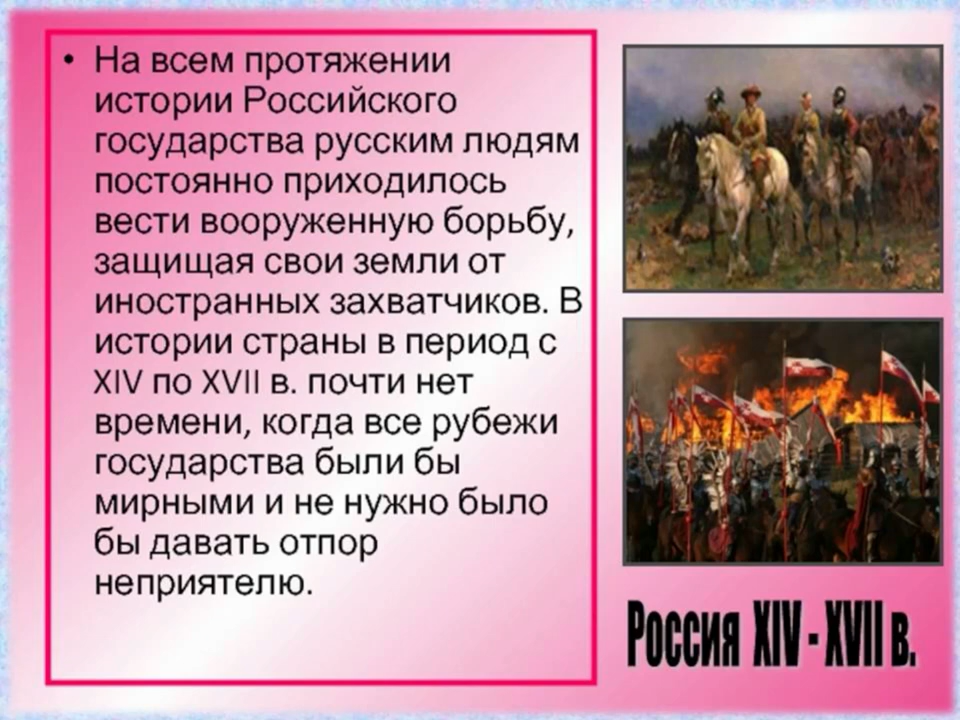 • На всем протяжении
истории Российского
государства русским людям
постоянно приходилось
вести вооруженную борьбу,
защищая свои земли от
иностранных захватчиков. В
истории страны в период с
XIV по XVII в. почти нет
времени, когда все рубежи
государства были бы
мирными и не нужно было
бы давать отпор
неприятелю.
Россия XIV - XVII в.